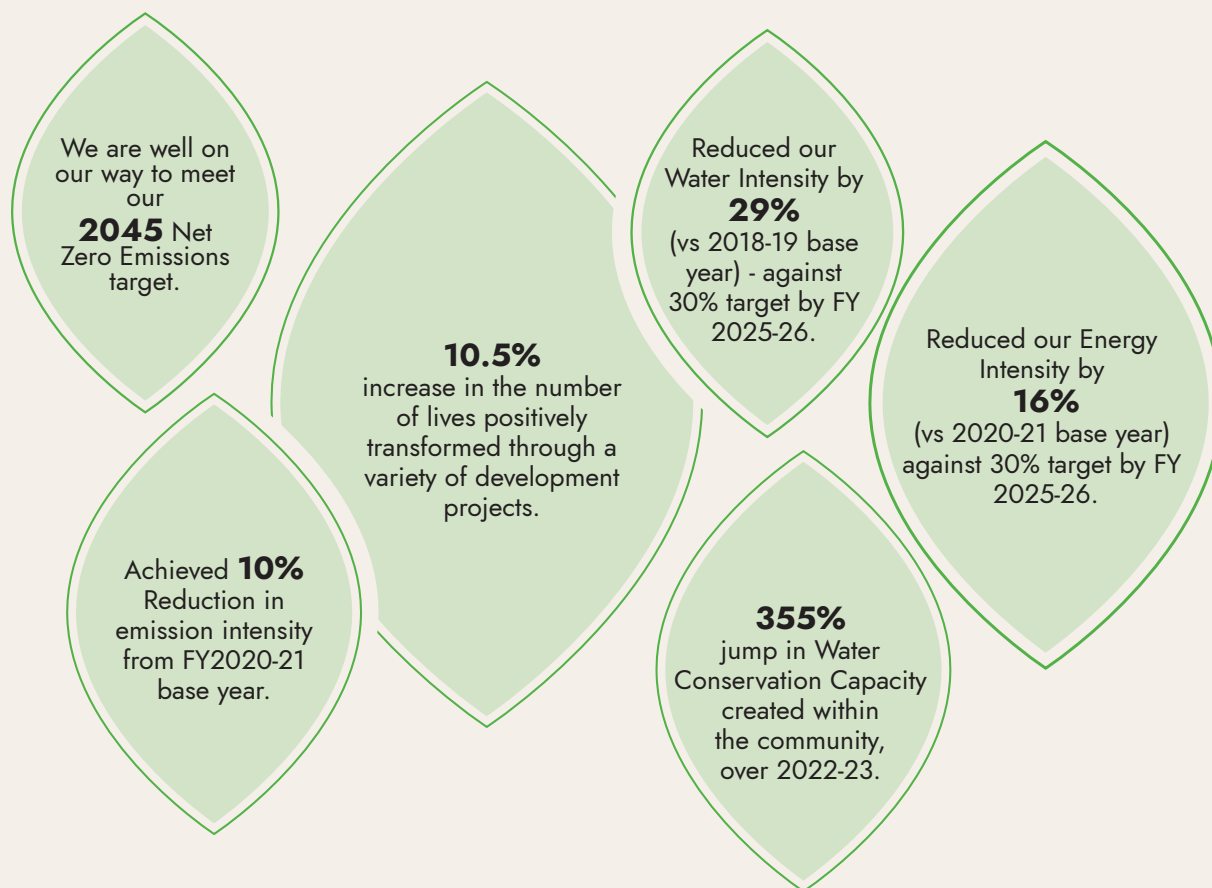 We are well on
our way to meet
our
2045 Net
Zero Emissions
target.
10.5%
increase in the number
of lives positively
transformed through a
variety of development
projects.
Reduced our
Water Intensity by
29%
(vs 2018-19 base
year) - against
30% target by FY
2025-26.
Reduced our Energy
Intensity by
16%
(vs 2020-21 base year)
against 30% target by FY
2025-26.
Achieved 10%
Reduction in
emission intensity
from FY2020-21
base year.
355%
jump in Water
Conservation Capacity
created within
the community,
over 2022-23.